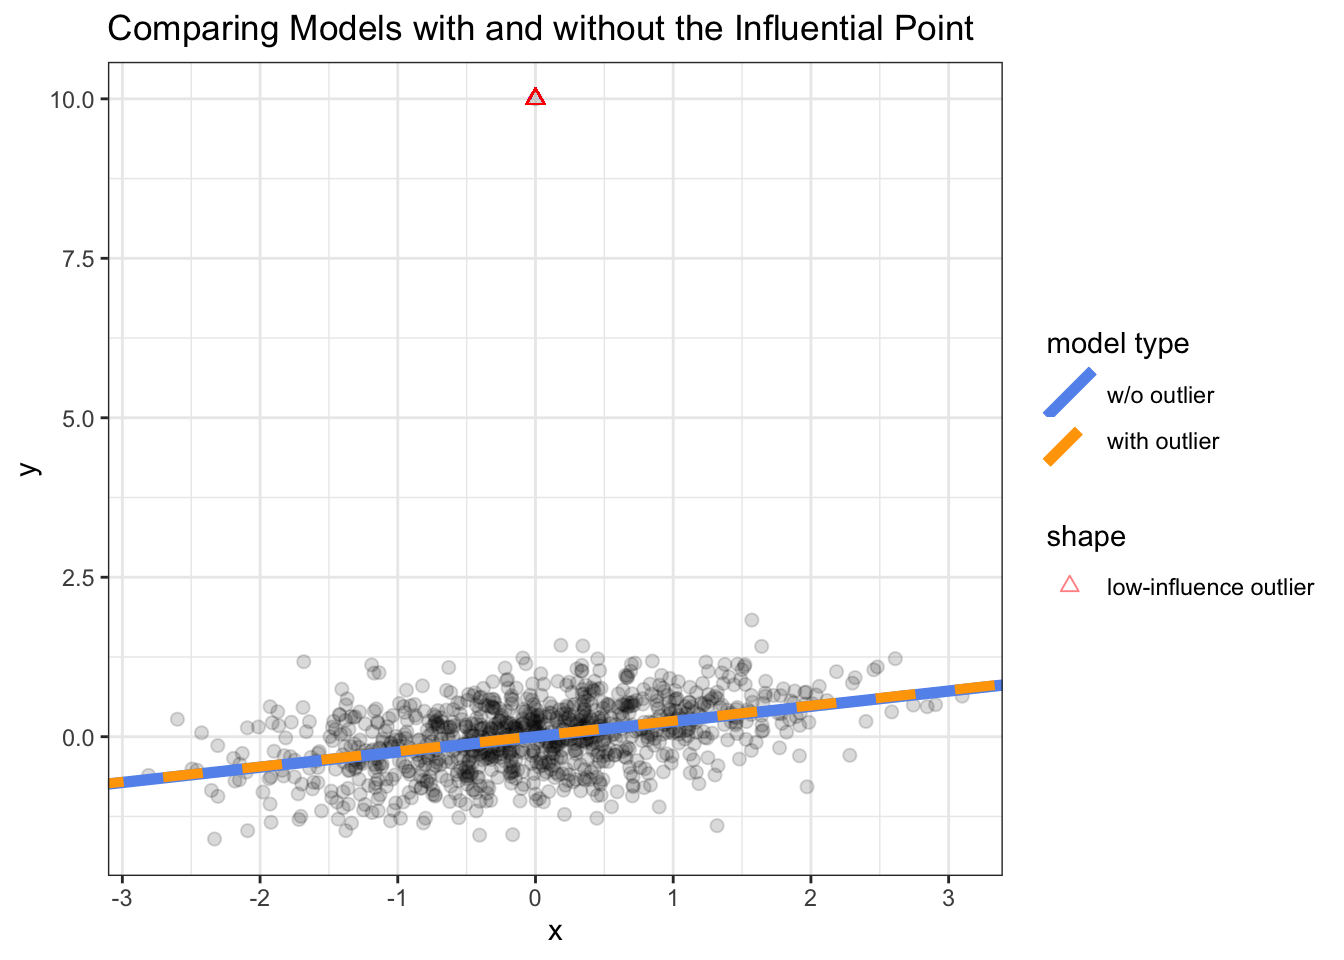 Comparing Models with and without the Influential Point
10.0
7.5
5.0
2.5
0.0
y
-3 -2 -1 0 1 2 3
x
model type
w/o outlier
with outlier
shape
low-influence outlier